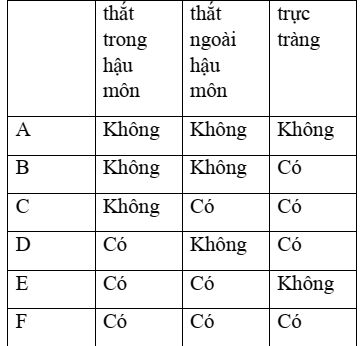 thắt trong hậu môn	thắt ngoài hậu môn	trực tràng
A	Không	Không	Không
B	Không	Không	Có
C	Không	Có	Có
D	Có	Không	Có
E	Có	Có	Không
F	Có	Có	Có